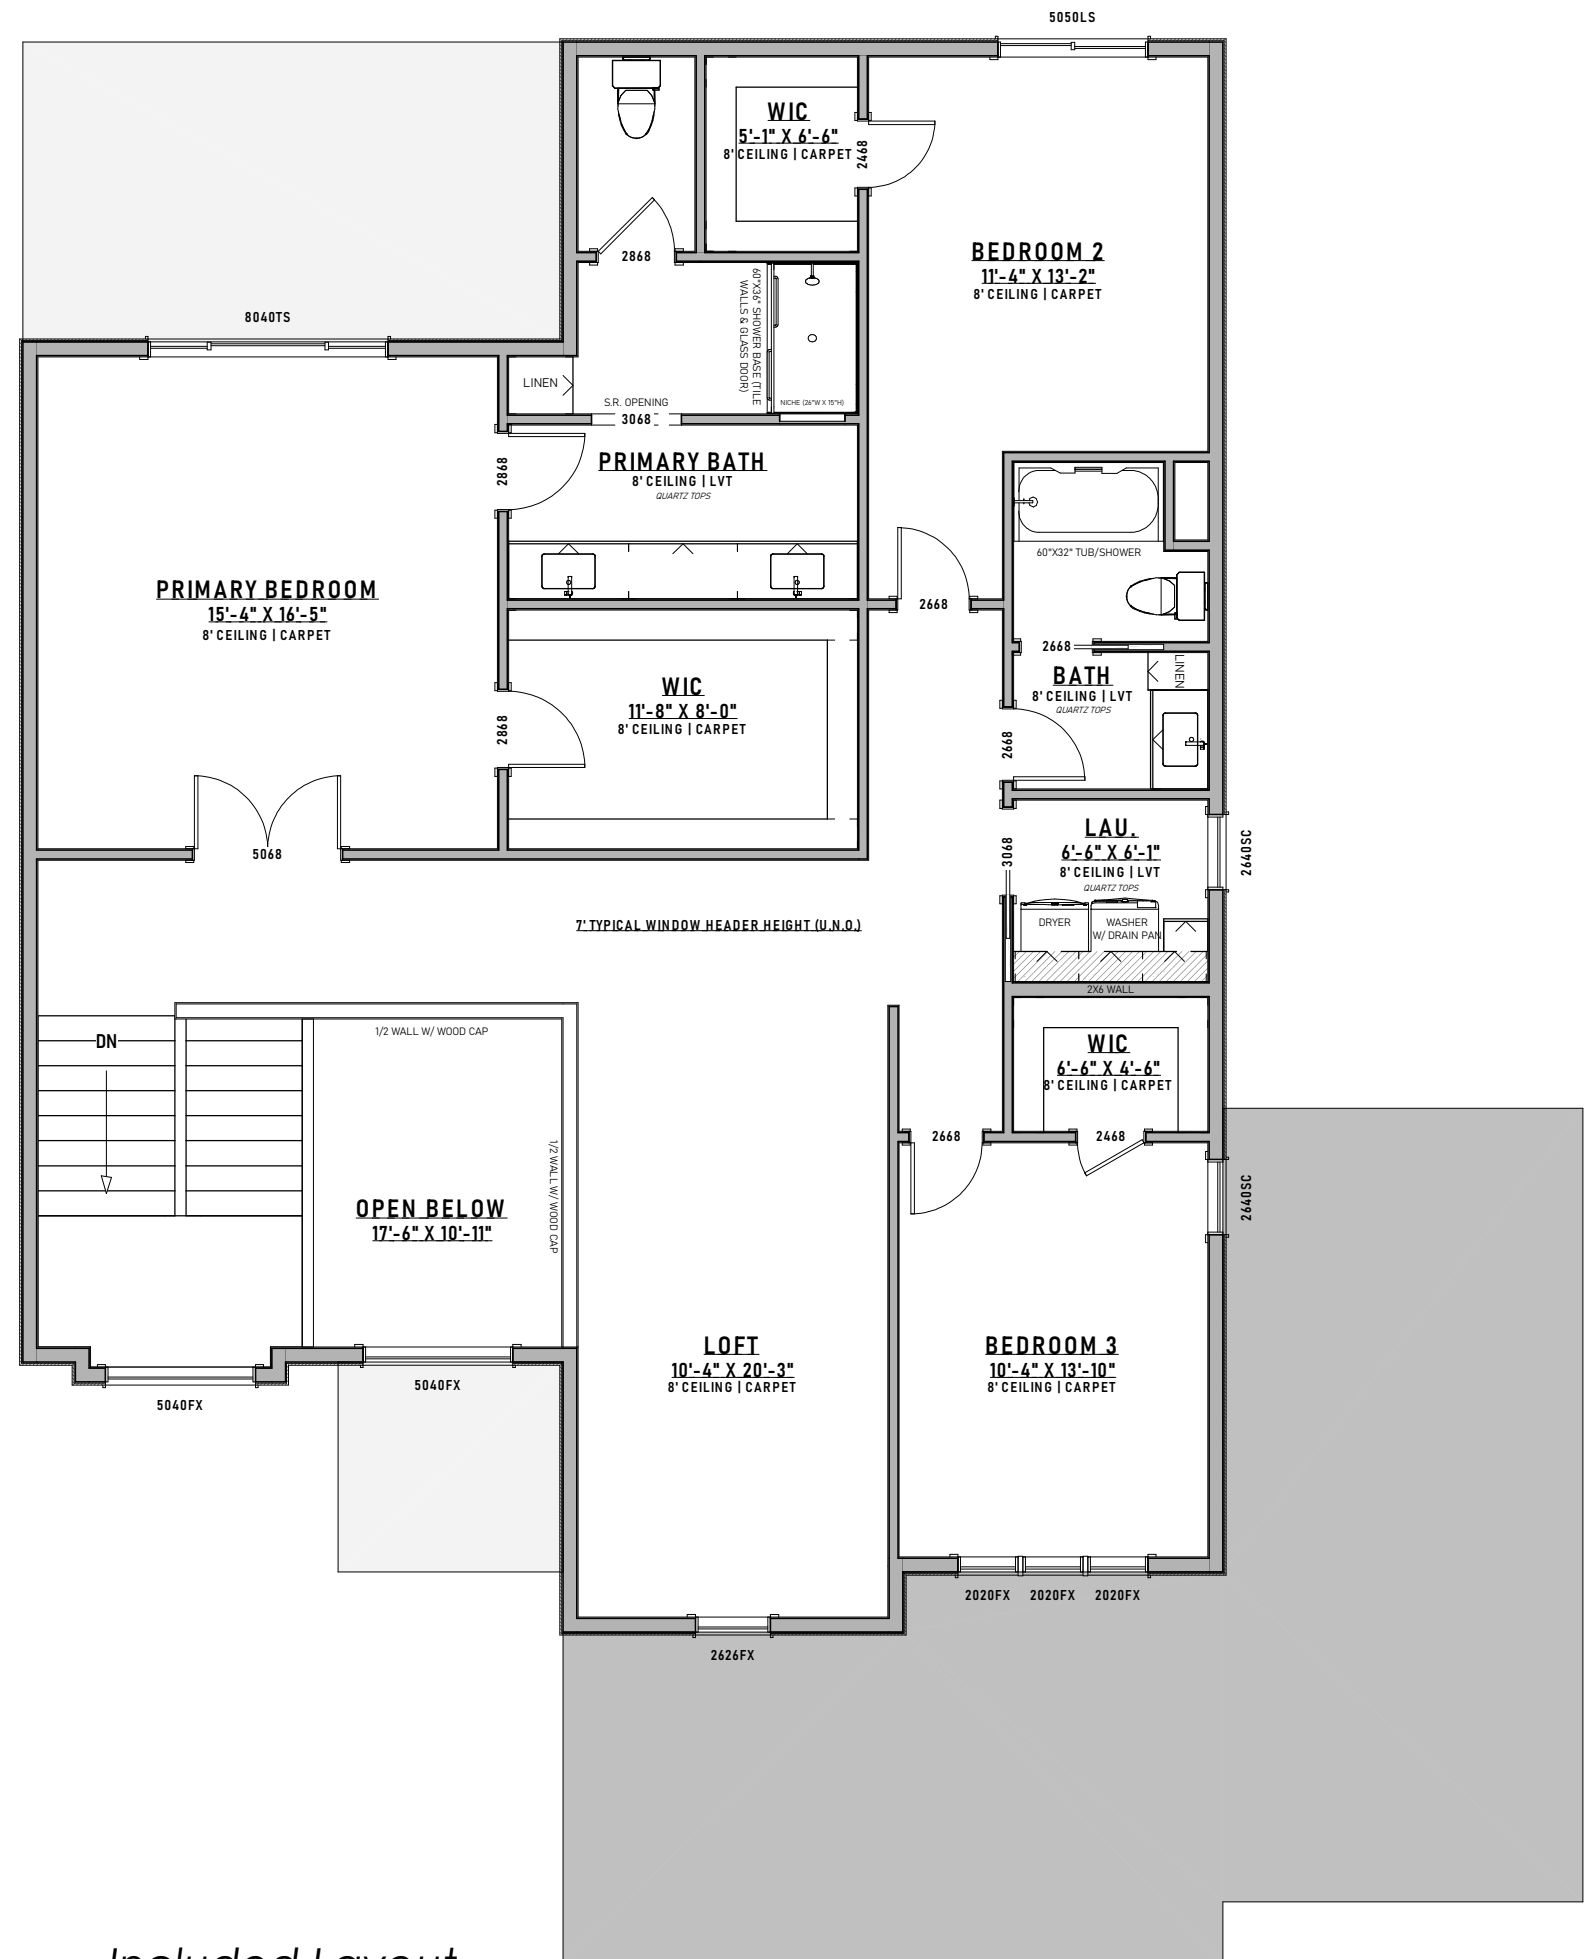 5050LS
WIC
5'-1" X 6'-6"
8' CEILING | CARPET
2468
2868
BEDROOM 2
11'-4" X 13'-2"
8' CEILING | CARPET
60"X36" SHOWER BASE (TILE
WALLS & GLASS DOOR)
8040TS
LINEN
S.R. OPENING
3068
NICHE (26"W X 15"H)
2868
PRIMARY BATH
8' CEILING | LVT
QUARTZ TOPS
60"X32" TUB/SHOWER
PRIMARY BEDROOM
15'-4" X 16'-5"
8' CEILING | CARPET
2668
2668
LINEN
BATH
8' CEILING | LVT
QUARTZ TOPS
WIC
11'-8" X 8'-0"
8' CEILING | CARPET
2868
2668
5068
LAU.
6'-6" X 6'-1"
8' CEILING | LVT
QUARTZ TOPS
3068
2640SC
DRYER
WASHER
W/ DRAIN PAN
7' TYPICAL WINDOW HEADER HEIGHT (U.N.O.)
2X6 WALL
DN
1/2 WALL W/ WOOD CAP
WIC
6'-6" X 4'-6"
8' CEILING | CARPET
2668
2468
1/2 WALL W/ WOOD CAP
2640SC
OPEN BELOW
17'-6" X 10'-11"
LOFT
10'-4" X 20'-3"
8' CEILING | CARPET
BEDROOM 3
10'-4" X 13'-10"
8' CEILING | CARPET
5040FX
5040FX
2020FX
2020FX
2020FX
2626FX
Included Layout